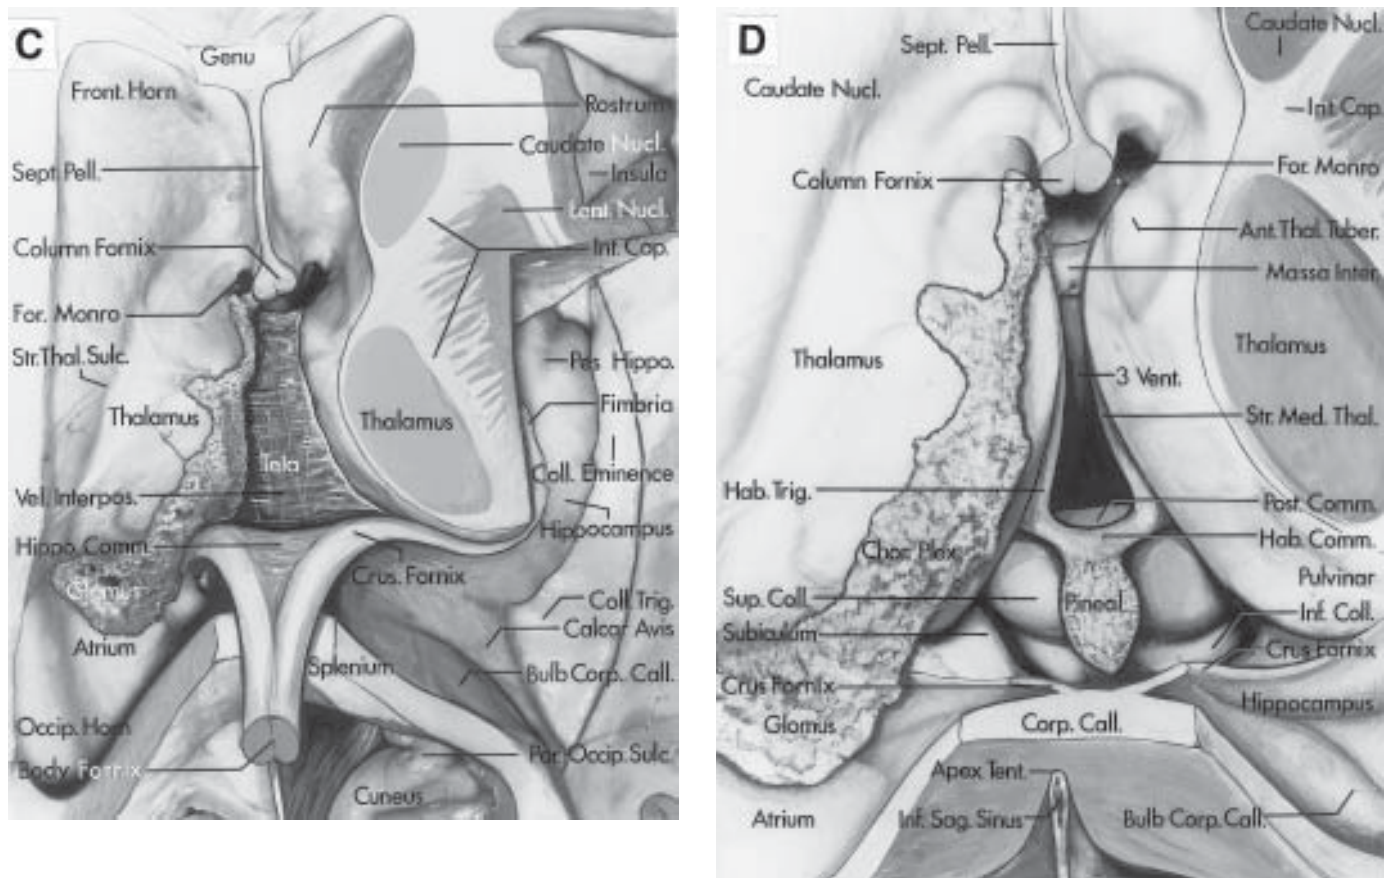 C
Genu
Front. Horn
Rostrum
Caudate Nucl.
Sept. Pell.
Insula
Lent. Nucl.
Column Fornix
Int. Cap.
For. Monro
Str. Thal. Sulc.
Pes Hippo.
Thalamus
Thalamus
Fimbria
Tela
Coll. Eminence
Vel. Interpos.
Hippocampus
Hippo. Comm.
Crus. Fornix
Glomus
Coll. Trig.
Calcar Avis
Atrium
Splenium
Bulb Corp. Call.
Occip. Horn
Par. Occip. Sulc.
Body Fornix
Cuneus
D
Sept. Pell.
Caudate Nucl.
Caudate Nucl.
Int. Cap.
For. Monro
Column Fornix
Ant. Thal. Tuber.
Massa Inter.
Thalamus
Thalamus
3 Vent.
Str. Med. Thal.
Hab. Trig.
Post. Comm.
Hab. Comm.
Chor. Plex.
Pulvinar
Sup. Coll.
Pineal
Inf. Coll.
Subiculum
Crus Fornix
Crus Fornix
Hippocampus
Glomus
Corp. Call.
Apex Tent.
Atrium
Inf. Sag. Sinus
Bulb Corp. Call.